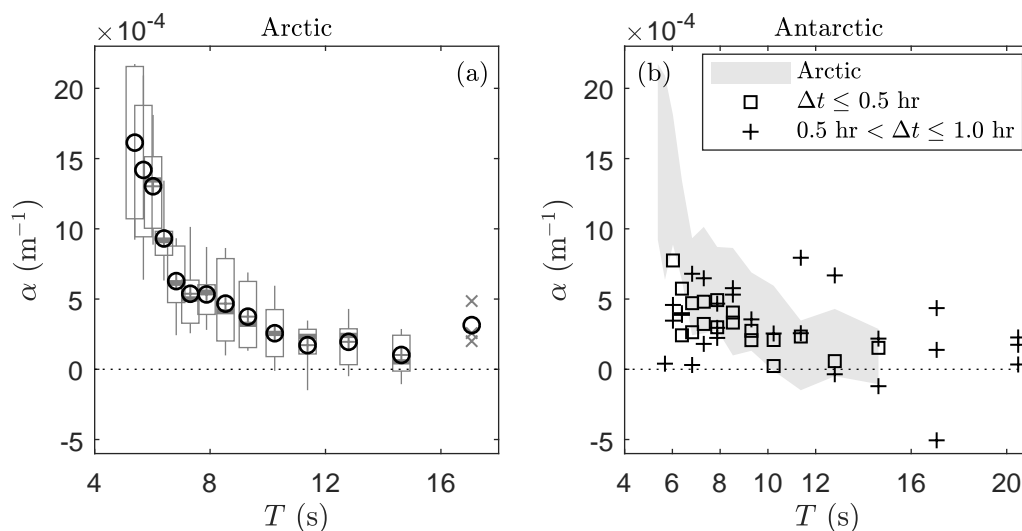 Arctic
×10⁻⁴
(a)
20
15
10
5
0
-5
4
8
12
16
α (m⁻¹)
T (s)
Antarctic
×10⁻⁴
(b)
Arctic
Δt ≤ 0.5 hr
0.5 hr < Δt ≤ 1.0 hr
20
15
10
5
0
-5
4
6
8
10
12
14
16
18
20
α (m⁻¹)
T (s)